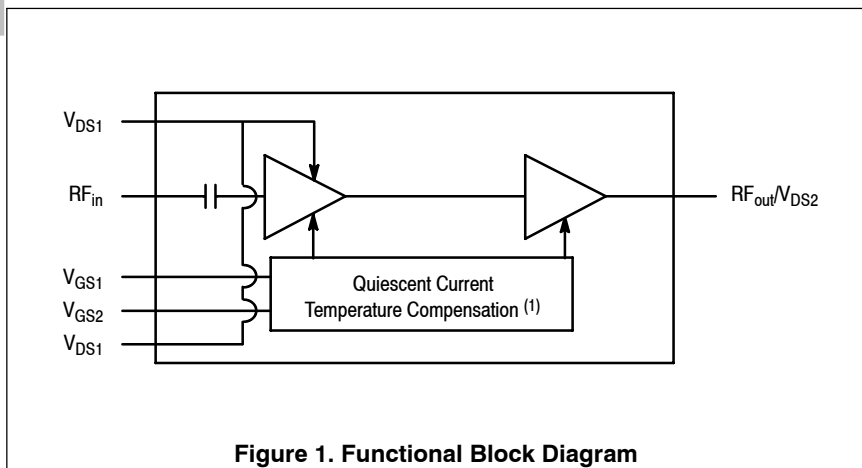 V_DS1
RF_in
V_GS1
V_GS2
V_DS1
Quiescent Current
Temperature Compensation (1)
RF_out/V_DS2
Figure 1. Functional Block Diagram